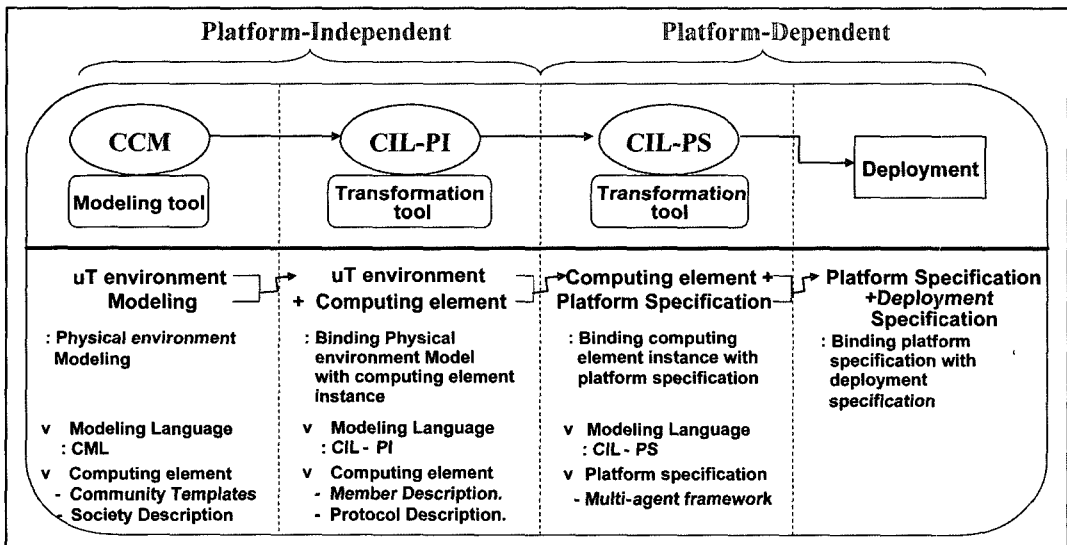 Platform-Independent
Platform-Dependent
CCM
CIL-PI
CIL-PS
Deployment
Modeling tool
Transformation
tool
Transformation
tool
uT environment
Modeling
: Physical environment
Modeling
v Modeling Language
: CML
v Computing element
- Community Templates
- Society Description
uT environment
+ Computing element
: Binding Physical
environment Model
with computing element
instance
v Modeling Language
: CIL - PI
v Computing element
- Member Description.
- Protocol Description.
Computing element +
Platform Specification
: Binding computing
element instance with
platform specification
v Modeling Language
: CIL - PS
v Platform specification
- Multi-agent framework
Platform Specification
+Deployment
Specification
: Binding platform
specification with
deployment
specification